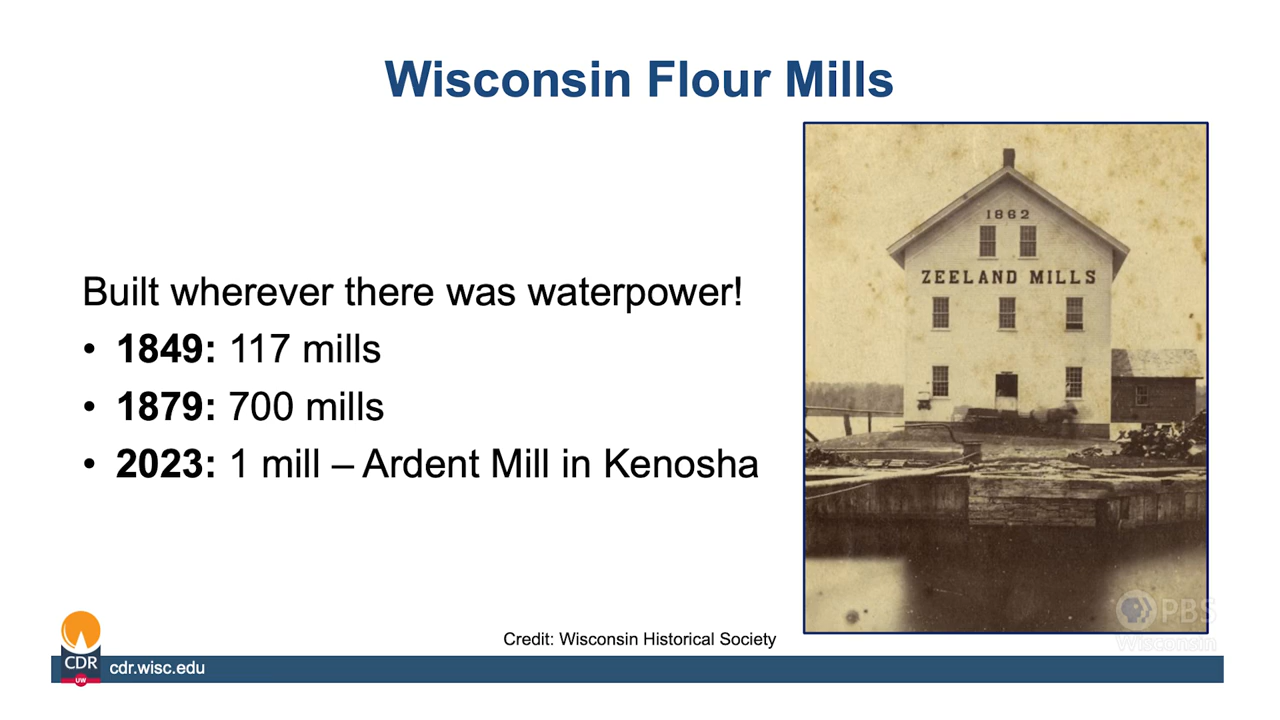 Wisconsin Flour Mills
Built wherever there was waterpower!
• 1849: 117 mills
• 1879: 700 mills
• 2023: 1 mill – Ardent Mill in Kenosha
1862
ZEELAND MILLS
Credit: Wisconsin Historical Society
PBS
Wisconsin
CDR
UW
cdr.wisc.edu